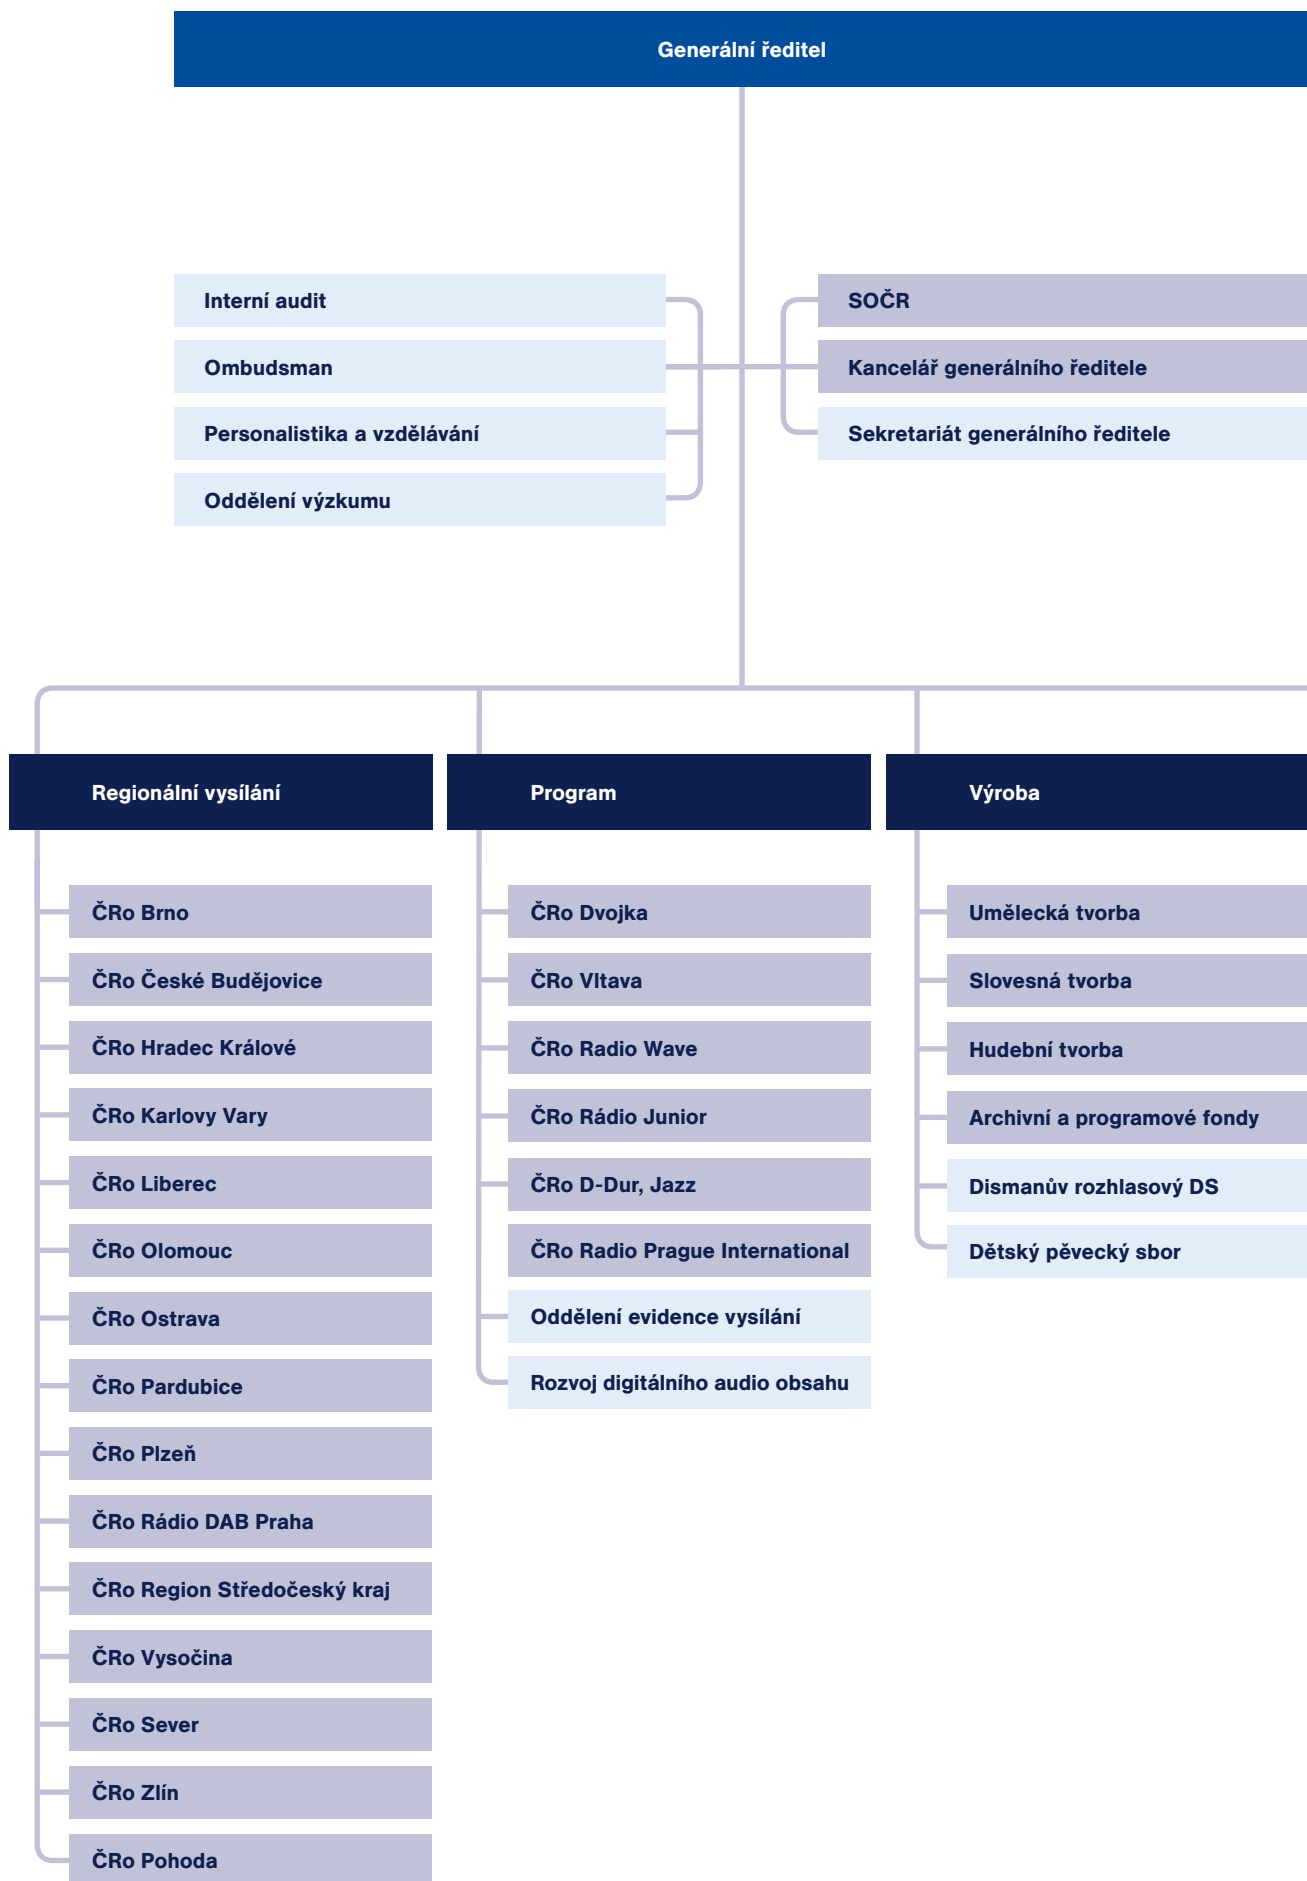 Generální ředitel
Interní audit
Ombudsman
Personalistika a vzdělávání
Oddělení výzkumu
SOČR
Kancelář generálního ředitele
Sekretariát generálního ředitele
Regionální vysílání
ČRo Brno
ČRo České Budějovice
ČRo Hradec Králové
ČRo Karlovy Vary
ČRo Liberec
ČRo Olomouc
ČRo Ostrava
ČRo Pardubice
ČRo Plzeň
ČRo Rádio DAB Praha
ČRo Region Středočeský kraj
ČRo Vysočina
ČRo Sever
ČRo Zlín
ČRo Pohoda
Program
ČRo Dvojka
ČRo Vltava
ČRo Radio Wave
ČRo Rádio Junior
ČRo D-Dur, Jazz
ČRo Radio Prague International
Oddělení evidence vysílání
Rozvoj digitálního audio obsahu
Výroba
Umělecká tvorba
Slovesná tvorba
Hudební tvorba
Archivní a programové fondy
Dismanův rozhlasový DS
Dětský pěvecký sbor